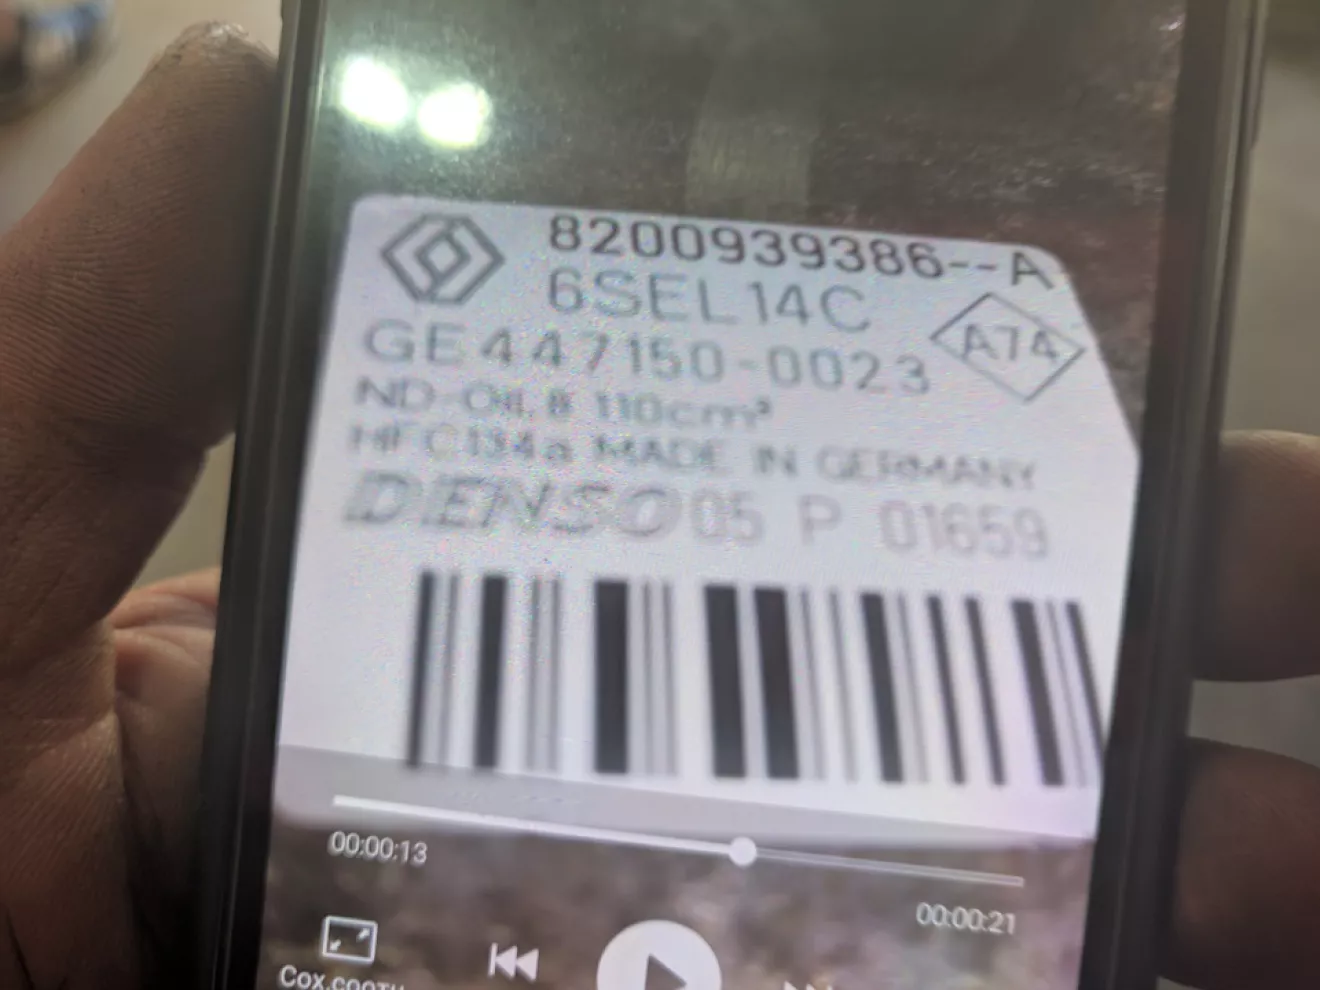 8200939386--A
6SEL14C
A74
GE447150-0023
ND-OIL 8 110cm³
HFC134a MADE IN GERMANY
DENSO 05 P 01659
00:00:13
00:00:21